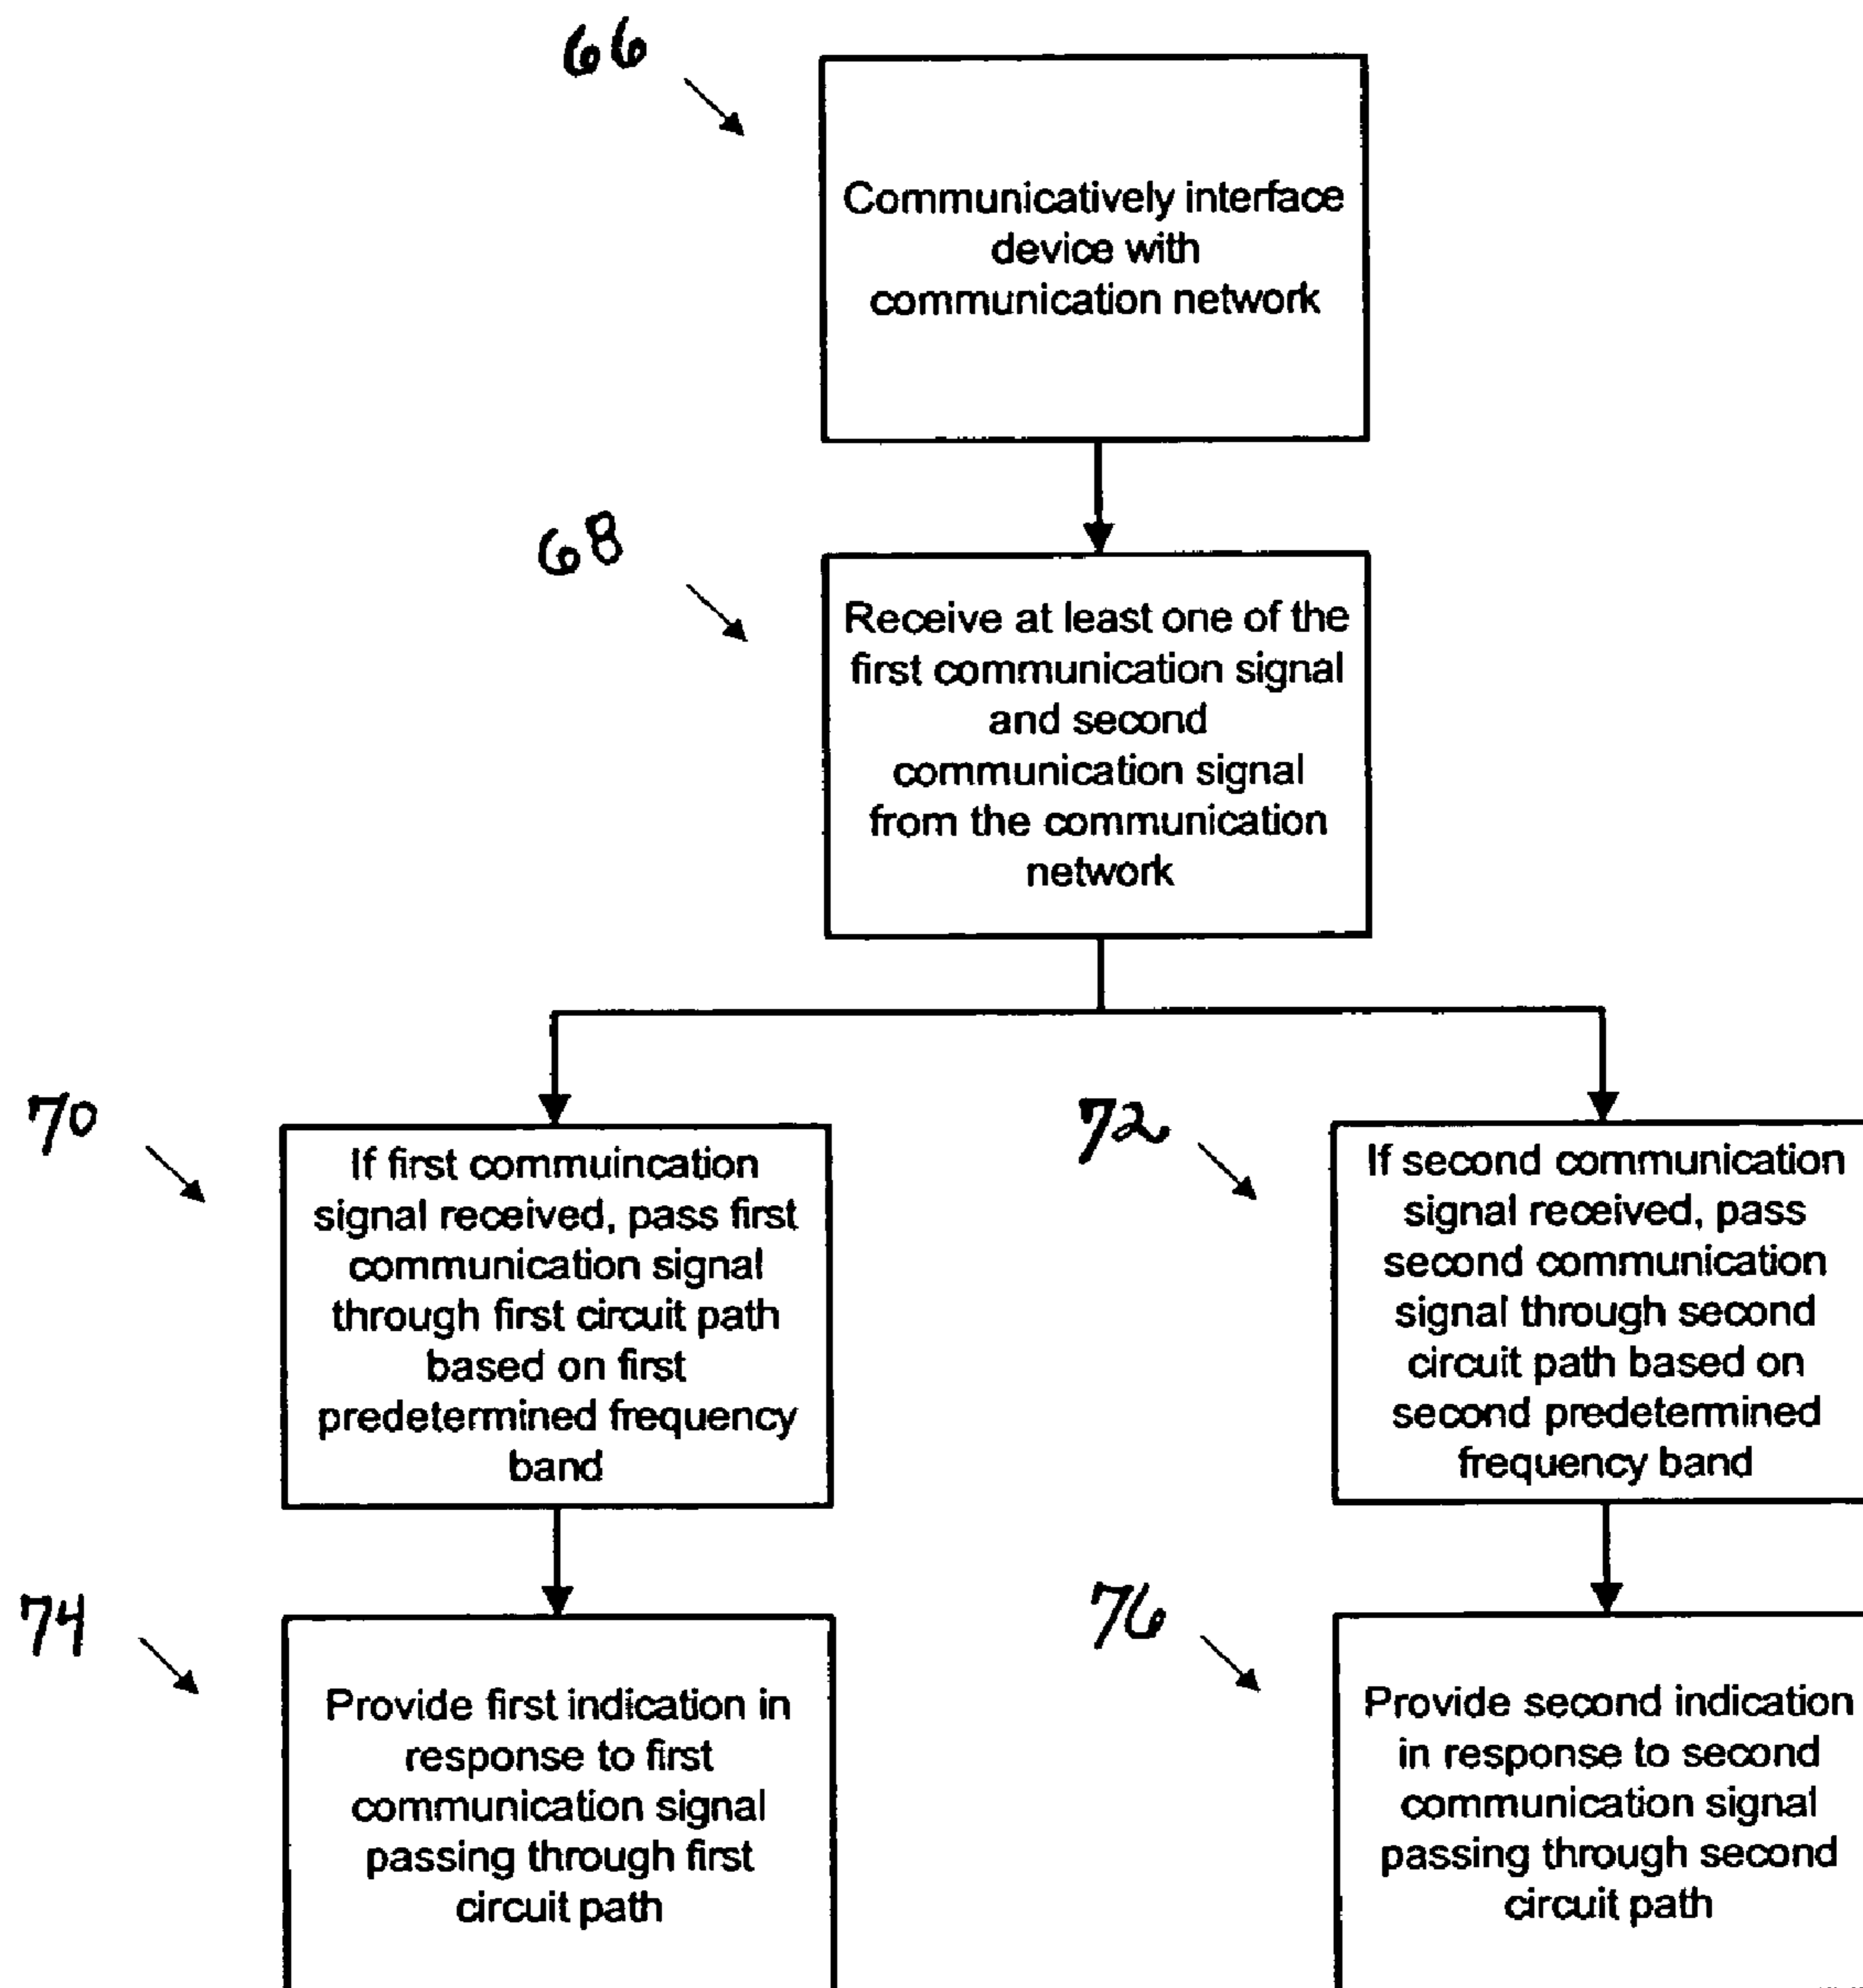 66
Communicatively interface
device with
communication network
68
Receive at least one of the
first communication signal
and second
communication signal
from the communication
network
70
If first commuincation
signal received, pass first
communication signal
through first circuit path
based on first
predetermined frequency
band
72
If second communication
signal received, pass
second communication
signal through second
circuit path based on
second predetermined
frequency band
74
Provide first indication in
response to first
communication signal
passing through first
circuit path
76
Provide second indication
in response to second
communication signal
passing through second
circuit path